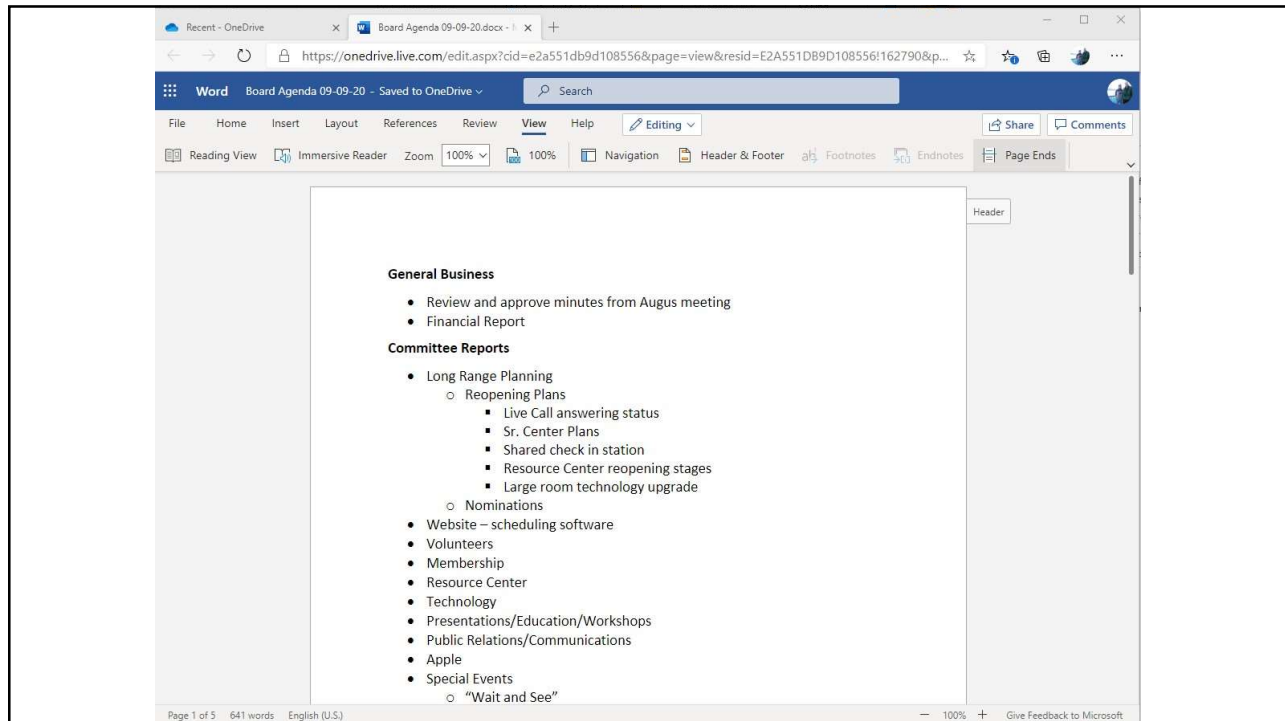 Recent - OneDrive
Board Agenda 09-09-20.docx -
https://onedrive.live.com/edit.aspx?cid=e2a551db9d108556&page=view&resid=E2A551DB9D108556!162790&p...
Word Board Agenda 09-09-20 - Saved to OneDrive Search
File Home Insert Layout References Review View Help Editing Share Comments
Reading View Immersive Reader Zoom 100% 100% Navigation Header & Footer Footnotes Endnotes Page Ends
Header
General Business
• Review and approve minutes from Augus meeting
• Financial Report
Committee Reports
• Long Range Planning
o Reopening Plans
▪ Live Call answering status
▪ Sr. Center Plans
▪ Shared check in station
▪ Resource Center reopening stages
▪ Large room technology upgrade
o Nominations
• Website – scheduling software
• Volunteers
• Membership
• Resource Center
• Technology
• Presentations/Education/Workshops
• Public Relations/Communications
• Apple
• Special Events
o “Wait and See”
Page 1 of 5 641 words English (U.S.) − 100% + Give Feedback to Microsoft